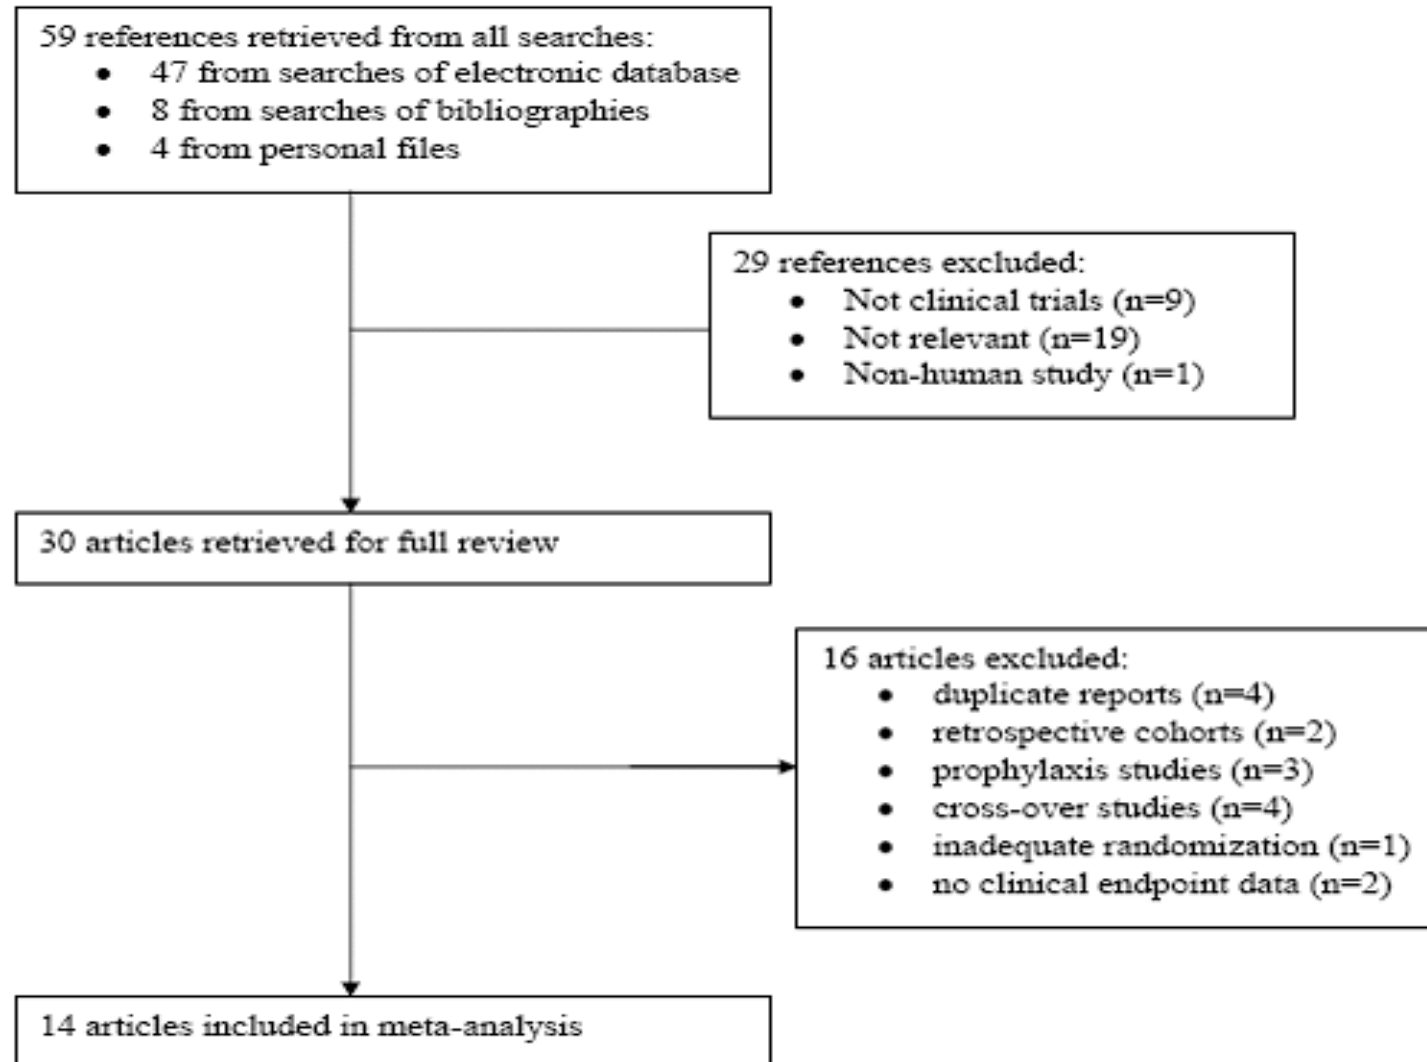 59 references retrieved from all searches:
• 47 from searches of electronic database
• 8 from searches of bibliographies
• 4 from personal files
29 references excluded:
• Not clinical trials (n=9)
• Not relevant (n=19)
• Non-human study (n=1)
30 articles retrieved for full review
16 articles excluded:
• duplicate reports (n=4)
• retrospective cohorts (n=2)
• prophylaxis studies (n=3)
• cross-over studies (n=4)
• inadequate randomization (n=1)
• no clinical endpoint data (n=2)
14 articles included in meta-analysis